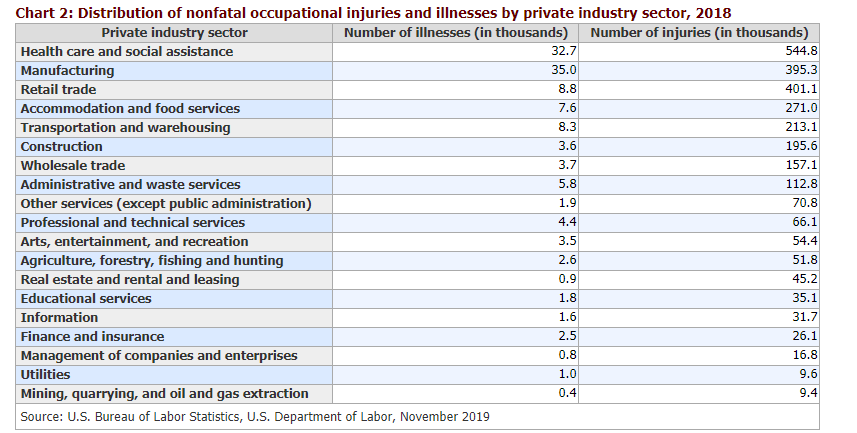 Chart 2: Distribution of nonfatal occupational injuries and illnesses by private industry sector, 2018
Private industry sector Number of illnesses (in thousands) Number of injuries (in thousands)
Health care and social assistance 32.7 544.8
Manufacturing 35.0 395.3
Retail trade 8.8 401.1
Accommodation and food services 7.6 271.0
Transportation and warehousing 8.3 213.1
Construction 3.6 195.6
Wholesale trade 3.7 157.1
Administrative and waste services 5.8 112.8
Other services (except public administration) 1.9 70.8
Professional and technical services 4.4 66.1
Arts, entertainment, and recreation 3.5 54.4
Agriculture, forestry, fishing and hunting 2.6 51.8
Real estate and rental and leasing 0.9 45.2
Educational services 1.8 35.1
Information 1.6 31.7
Finance and insurance 2.5 26.1
Management of companies and enterprises 0.8 16.8
Utilities 1.0 9.6
Mining, quarrying, and oil and gas extraction 0.4 9.4
Source: U.S. Bureau of Labor Statistics, U.S. Department of Labor, November 2019